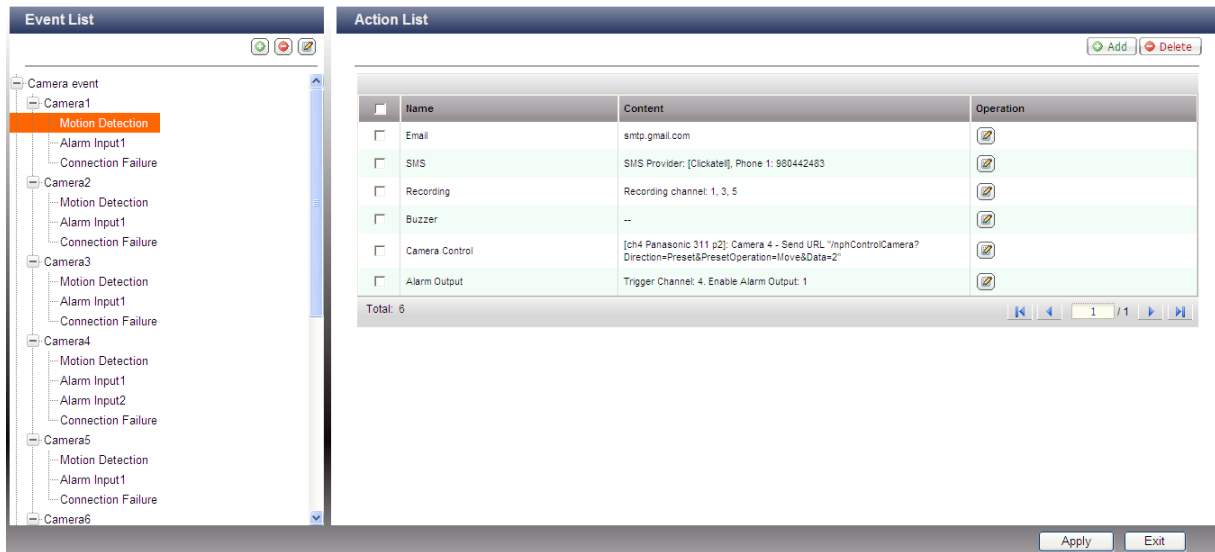 Event List
Camera event
Camera1
Motion Detection
Alarm Input1
Connection Failure
Camera2
Motion Detection
Alarm Input1
Connection Failure
Camera3
Motion Detection
Alarm Input1
Connection Failure
Camera4
Motion Detection
Alarm Input1
Alarm Input2
Connection Failure
Camera5
Motion Detection
Alarm Input1
Connection Failure
Camera6
Action List
Add Delete
Name Content Operation
Email smtp.gmail.com
SMS SMS Provider: [Clickatell], Phone 1: 980442483
Recording Recording channel: 1, 3, 5
Buzzer --
Camera Control [ch4 Panasonic 311 p2]: Camera 4 - Send URL "/nphControlCamera?
Direction=Preset&PresetOperation=Move&Data=2"
Alarm Output Trigger Channel: 4. Enable Alarm Output: 1
Total: 6 1 / 1
Apply Exit